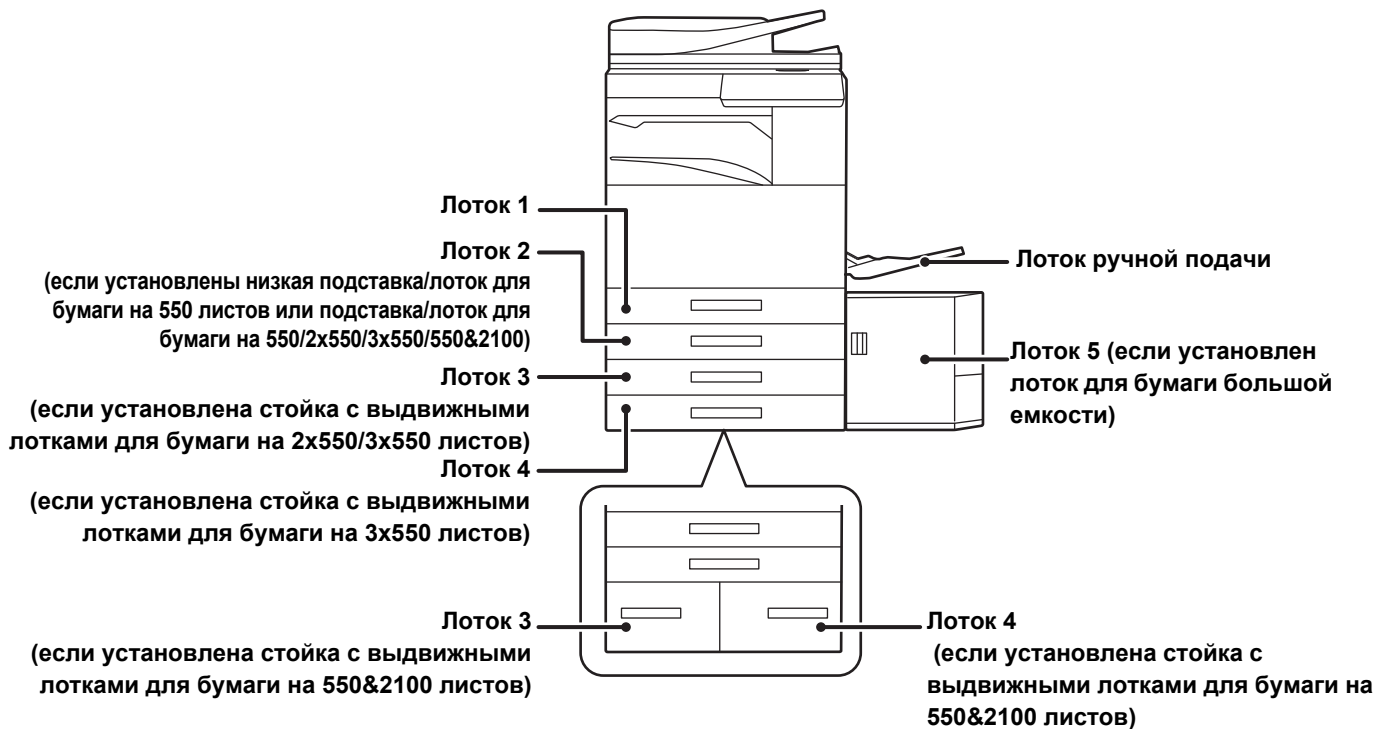 Лоток 1
Лоток 2
(если установлены низкая подставка/лоток для
бумаги на 550 листов или подставка/лоток для
бумаги на 550/2x550/3x550/550&2100)
Лоток 3
(если установлена стойка с выдвижными
лотками для бумаги на 2x550/3x550 листов)
Лоток 4
(если установлена стойка с выдвижными
лотками для бумаги на 3x550 листов)
Лоток ручной подачи
Лоток 5 (если установлен
лоток для бумаги большой
емкости)
Лоток 3
(если установлена стойка с выдвижными
лотками для бумаги на 550&2100 листов)
Лоток 4
(если установлена стойка с
выдвижными лотками для бумаги на
550&2100 листов)